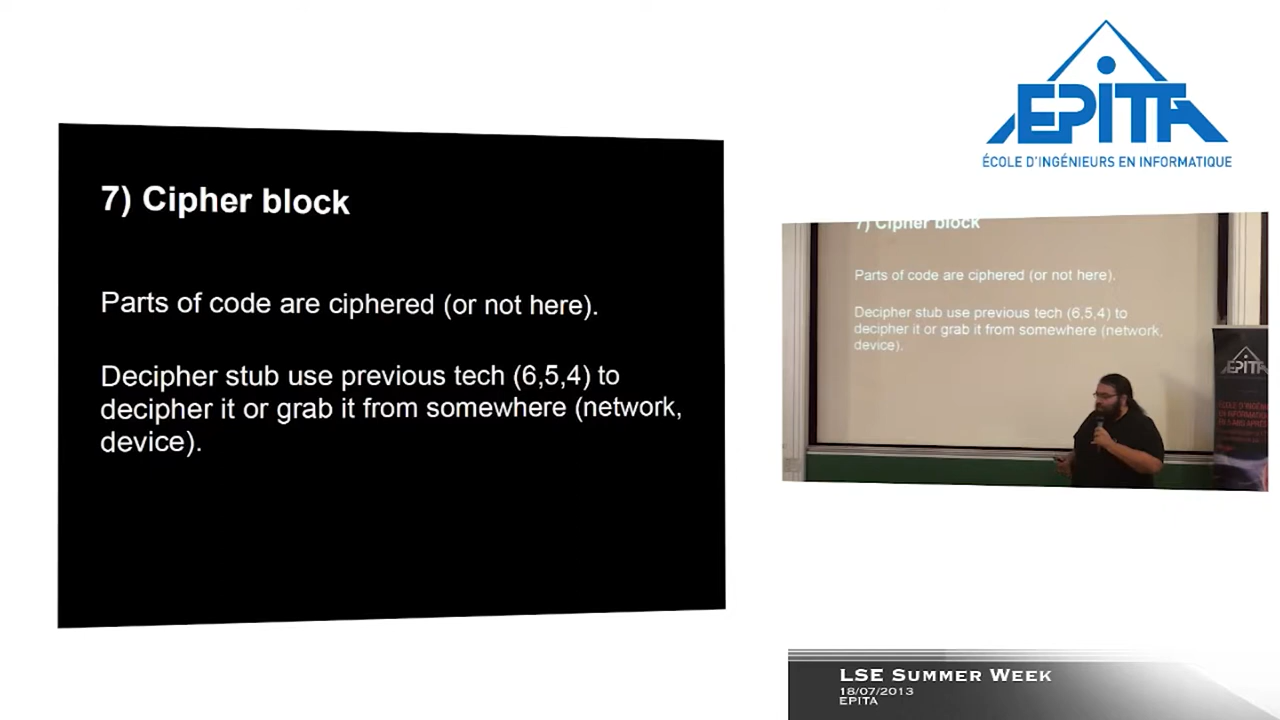 7) Cipher block
Parts of code are ciphered (or not here).
Decipher stub use previous tech (6,5,4) to
decipher it or grab it from somewhere (network,
device).
EPITA
ÉCOLE D'INGÉNIEURS EN INFORMATIQUE
7) Cipher block
Parts of code are ciphered (or not here).
Decipher stub use previous tech (6,5,4) to
decipher it or grab it from somewhere (network,
device).
EPITA
LSE SUMMER WEEK
18/07/2013
EPITA